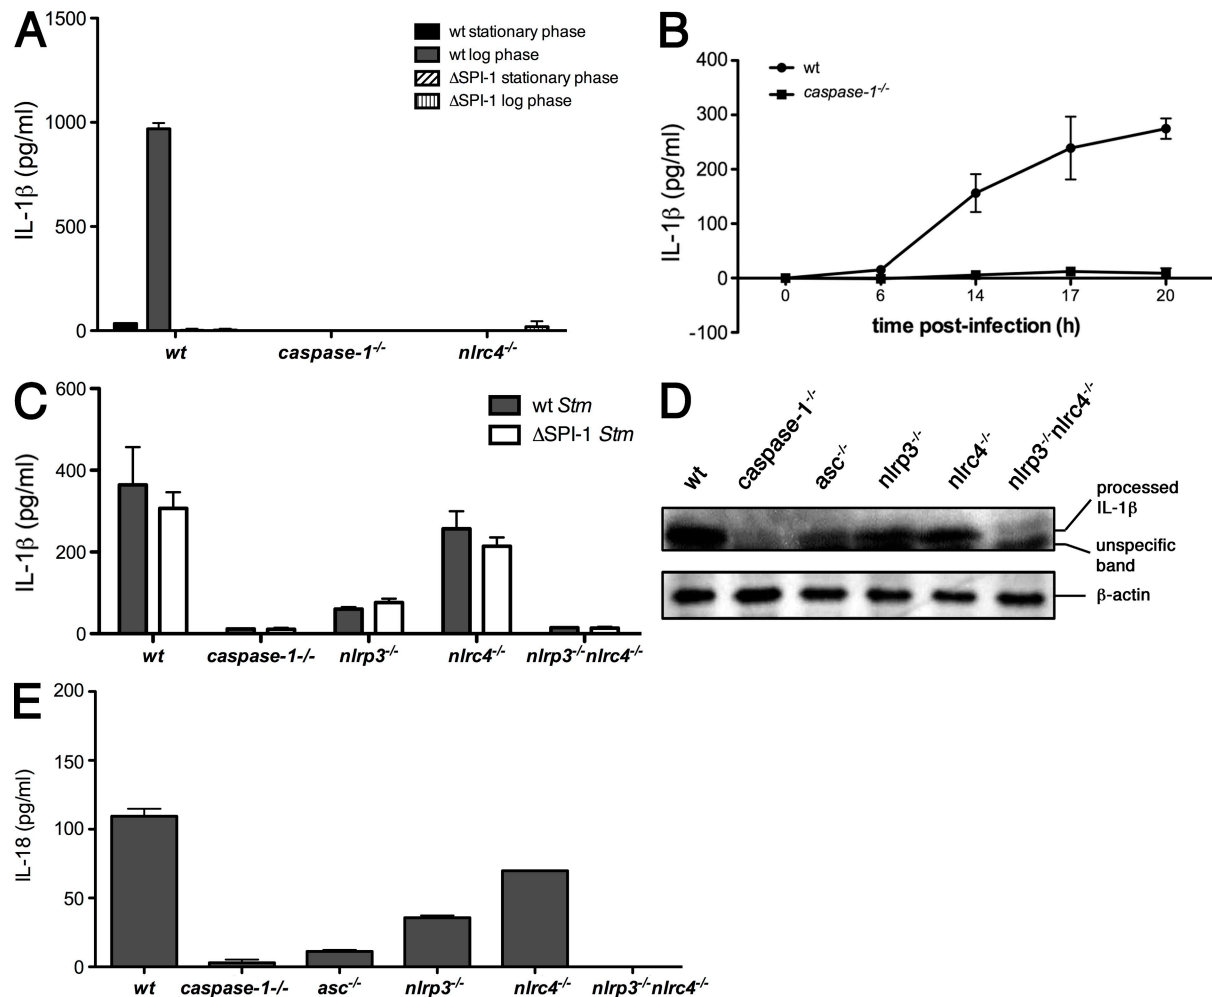 A
1500
1000
500
0
IL-1β (pg/ml)
wt stationary phase
wt log phase
ΔSPI-1 stationary phase
ΔSPI-1 log phase
wt
caspase-1-/-
nlrc4-/-
B
400
300
200
100
0
-100
IL-1β (pg/ml)
wt
caspase-1-/-
0 6 14 17 20
time post-infection (h)
C
600
400
200
0
IL-1β (pg/ml)
wt Stm
ΔSPI-1 Stm
wt
caspase-1-/-
nlrp3-/-
nlrc4-/-
nlrp3-/-nlrc4-/-
D
wt
caspase-1-/-
asc-/-
nlrp3-/-
nlrc4-/-
nlrp3-/-nlrc4-/-
processed
IL-1β
unspecific
band
β-actin
E
200
150
100
50
0
IL-18 (pg/ml)
wt
caspase-1-/-
asc-/-
nlrp3-/-
nlrc4-/-
nlrp3-/-nlrc4-/-